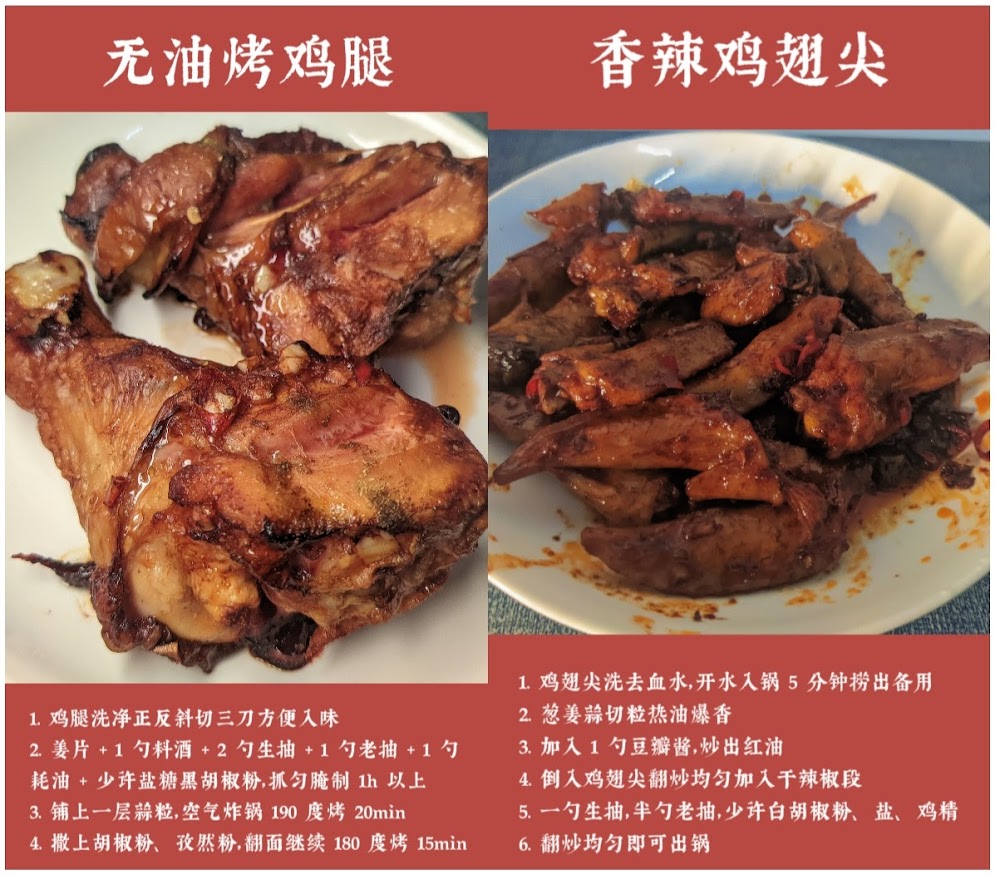 无油烤鸡腿
1. 鸡腿洗净正反斜切三刀方便入味
2. 姜片 + 1 勺料酒 + 2 勺生抽 + 1 勺老抽 + 1 勺
耗油 + 少许盐糖黑胡椒粉,抓匀腌制 1h 以上
3. 铺上一层蒜粒,空气炸锅 190 度烤 20min
4. 撒上胡椒粉、孜然粉,翻面继续 180 度烤 15min
香辣鸡翅尖
1. 鸡翅尖洗去血水,开水入锅 5 分钟捞出备用
2. 葱姜蒜切粒热油爆香
3. 加入 1 勺豆瓣酱,炒出红油
4. 倒入鸡翅尖翻炒均匀加入干辣椒段
5. 一勺生抽,半勺老抽,少许白胡椒粉、盐、鸡精
6. 翻炒均匀即可出锅